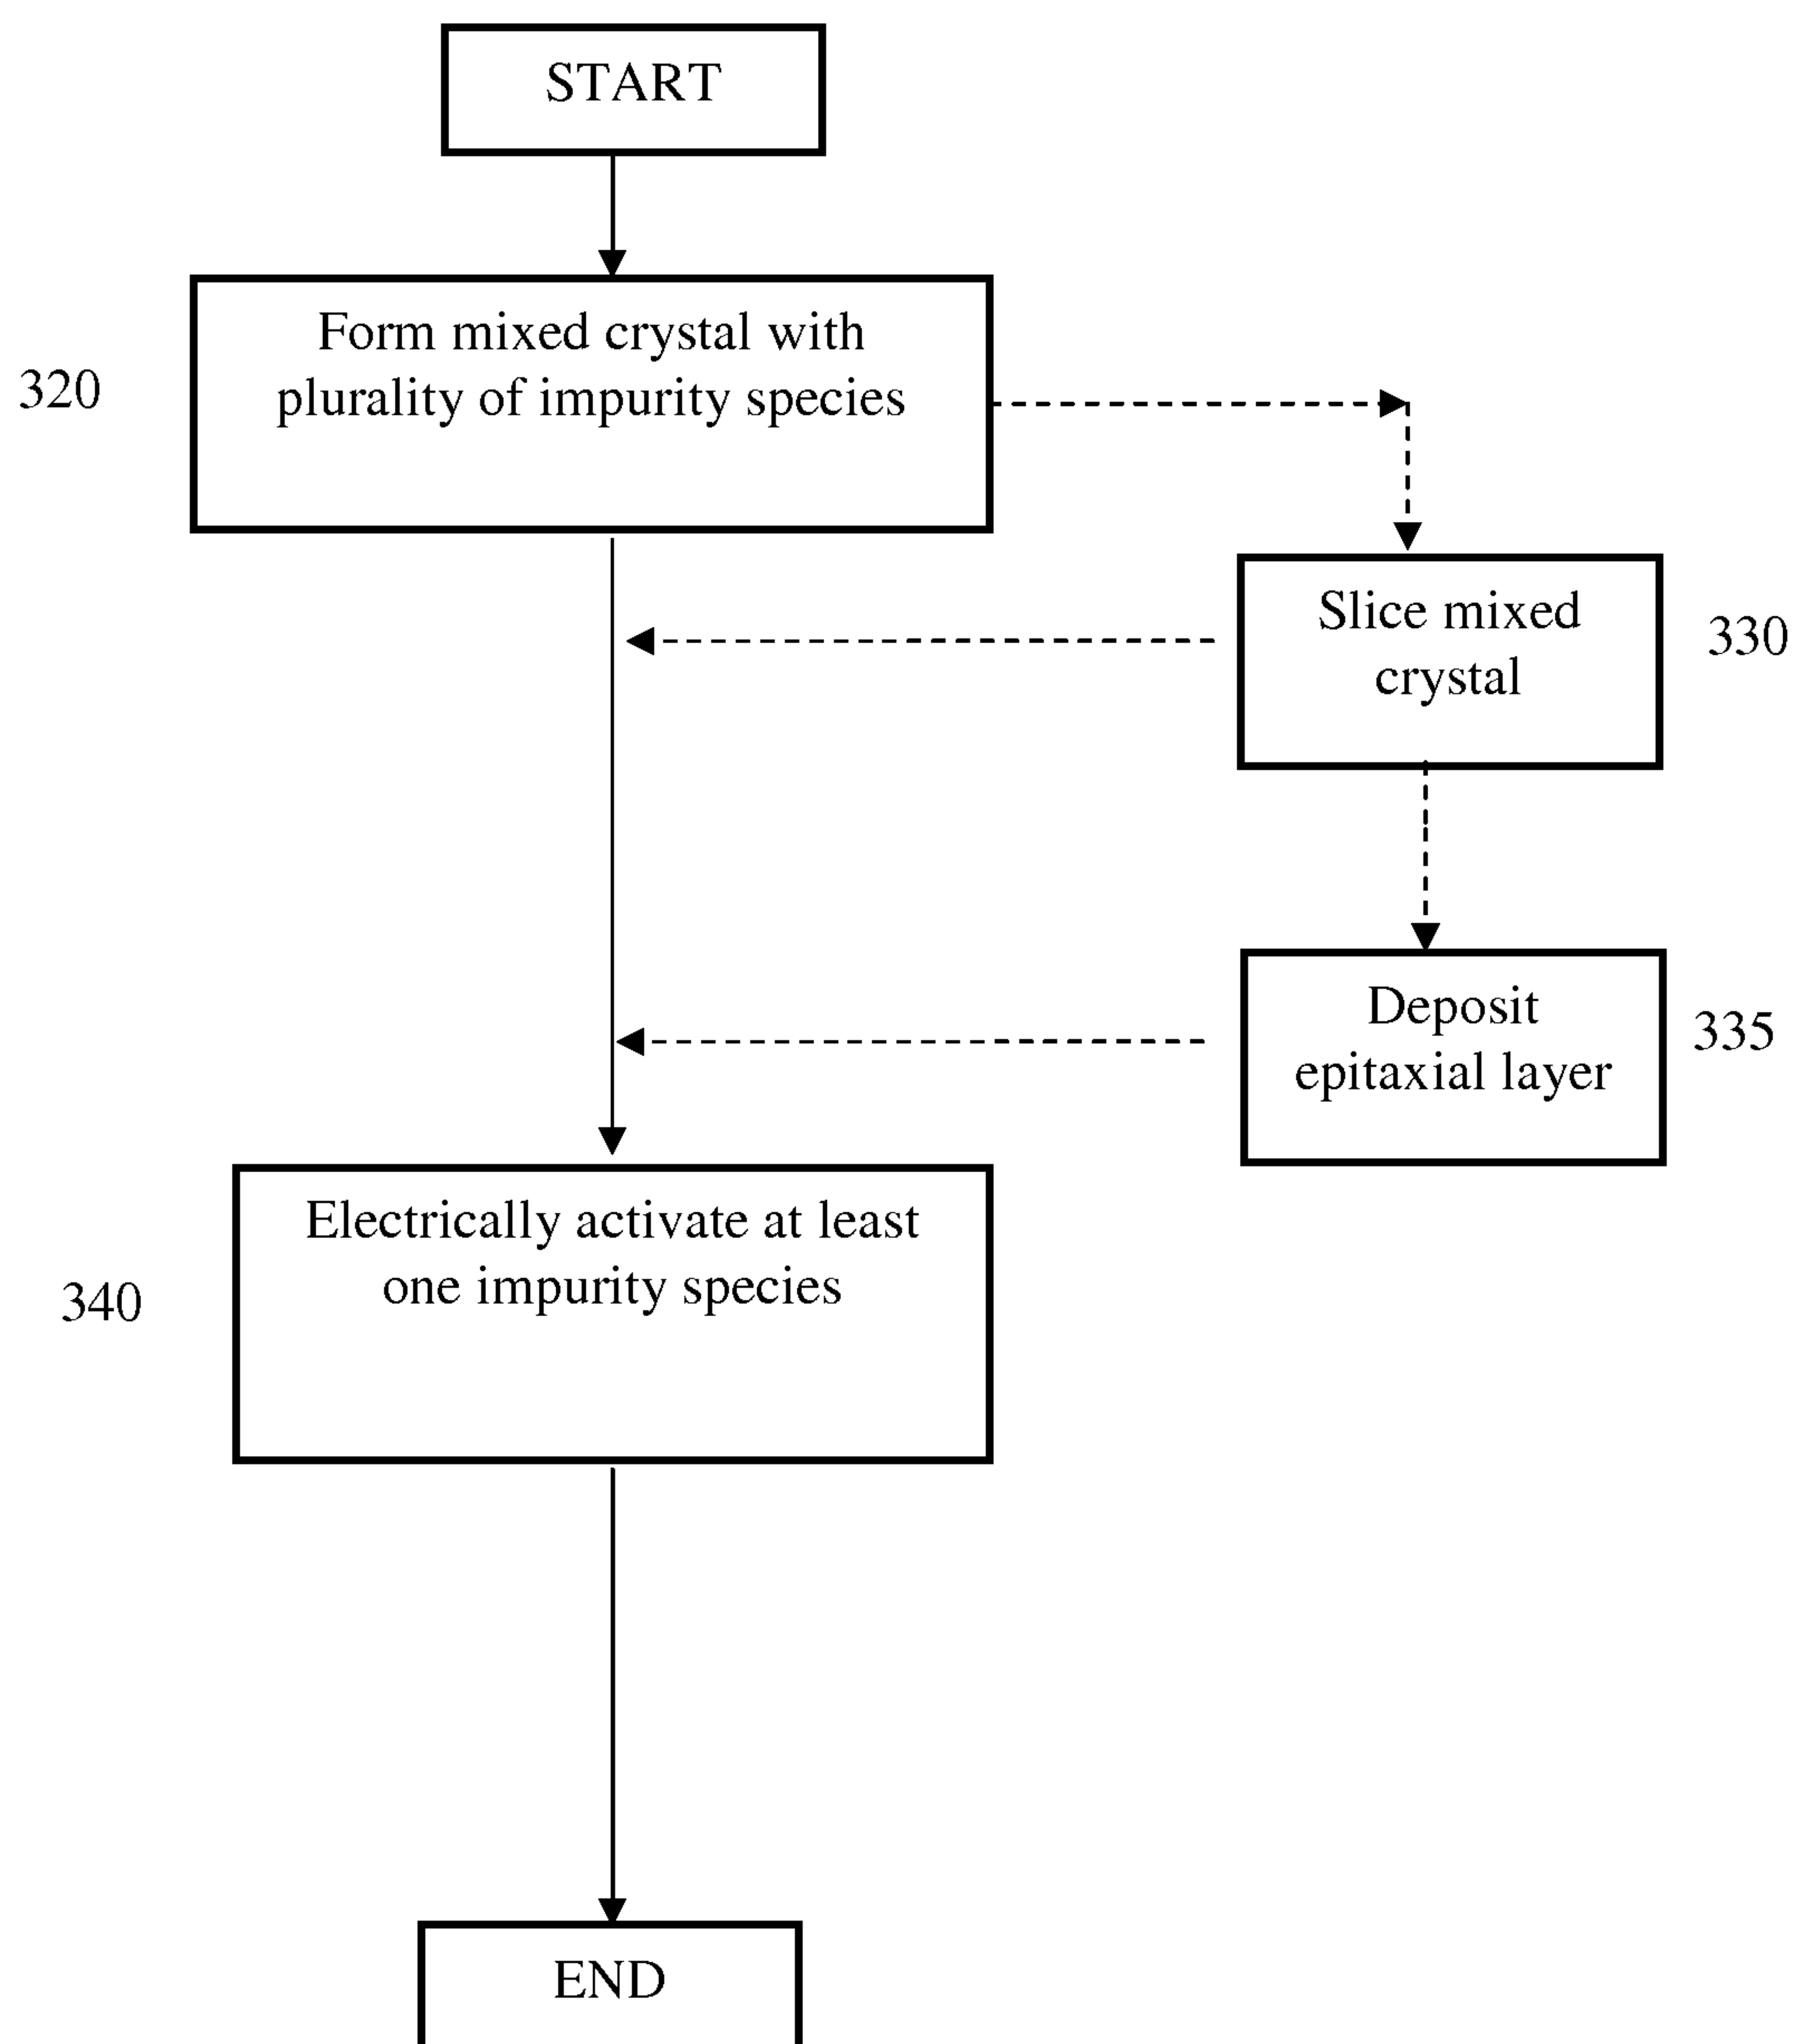 START
Form mixed crystal with
plurality of impurity species
320
Slice mixed
crystal
330
Deposit
epitaxial layer
335
Electrically activate at least
one impurity species
340
END